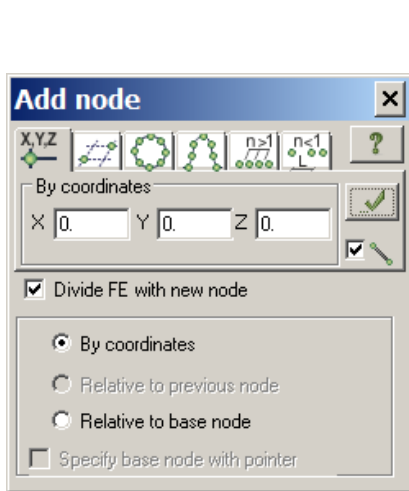 Add node
X,Y,Z n>1 n<1 ?
L
By coordinates
X 0. Y 0. Z 0.
Divide FE with new node
By coordinates
Relative to previous node
Relative to base node
Specify base node with pointer